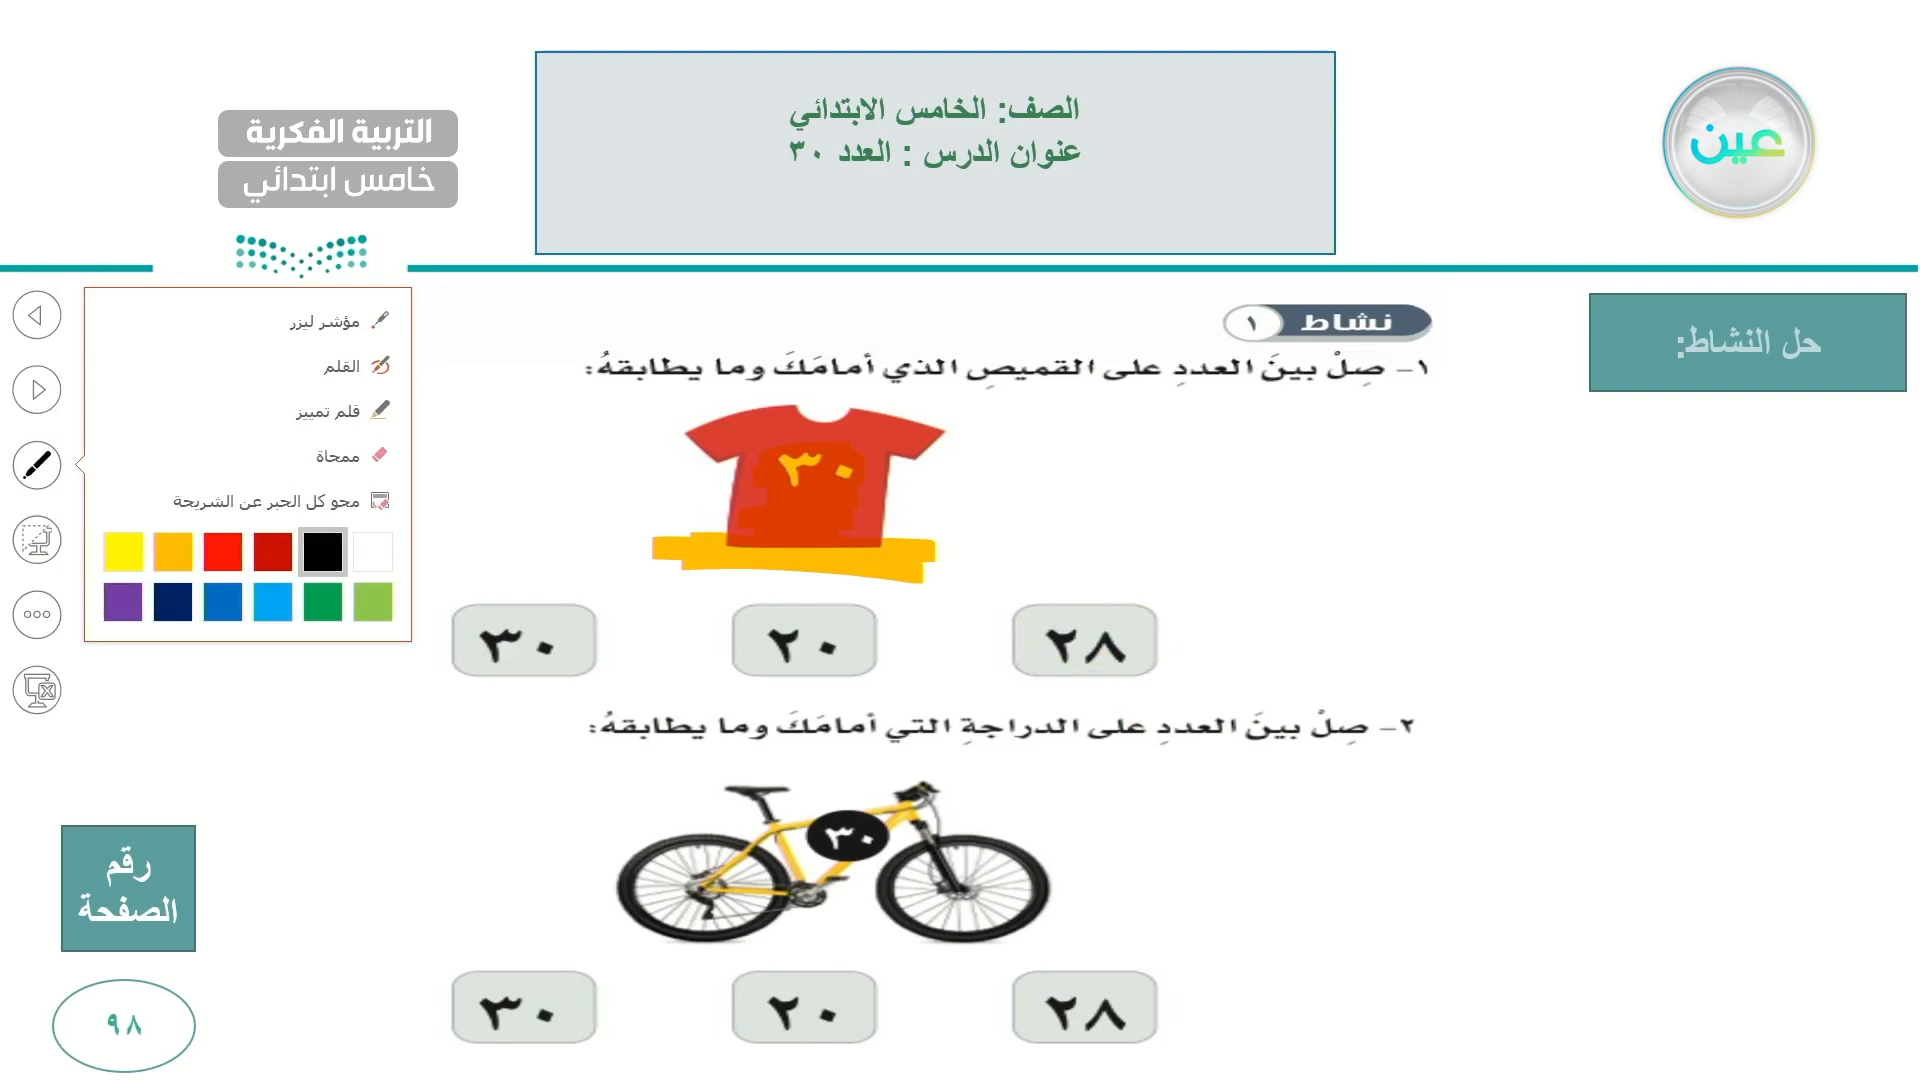 الصف: الخامس الابتدائي
عنوان الدرس : العدد ٣٠
عين
التربية الفكرية
خامس ابتدائي
حل النشاط:
مؤشر ليزر
القلم
قلم تمييز
ممحاة
محو كل الحبر عن الشريحة
نشاط ١
١- صِلْ بينَ العددِ على القميصِ الذي أمامَكَ وما يطابقهُ:
٣٠
٢٨ ٢٠ ٣٠
٢- صِلْ بينَ العددِ على الدراجةِ التي أمامَكَ وما يطابقهُ:
٣٠
٢٨ ٢٠ ٣٠
رقم
الصفحة
٩٨